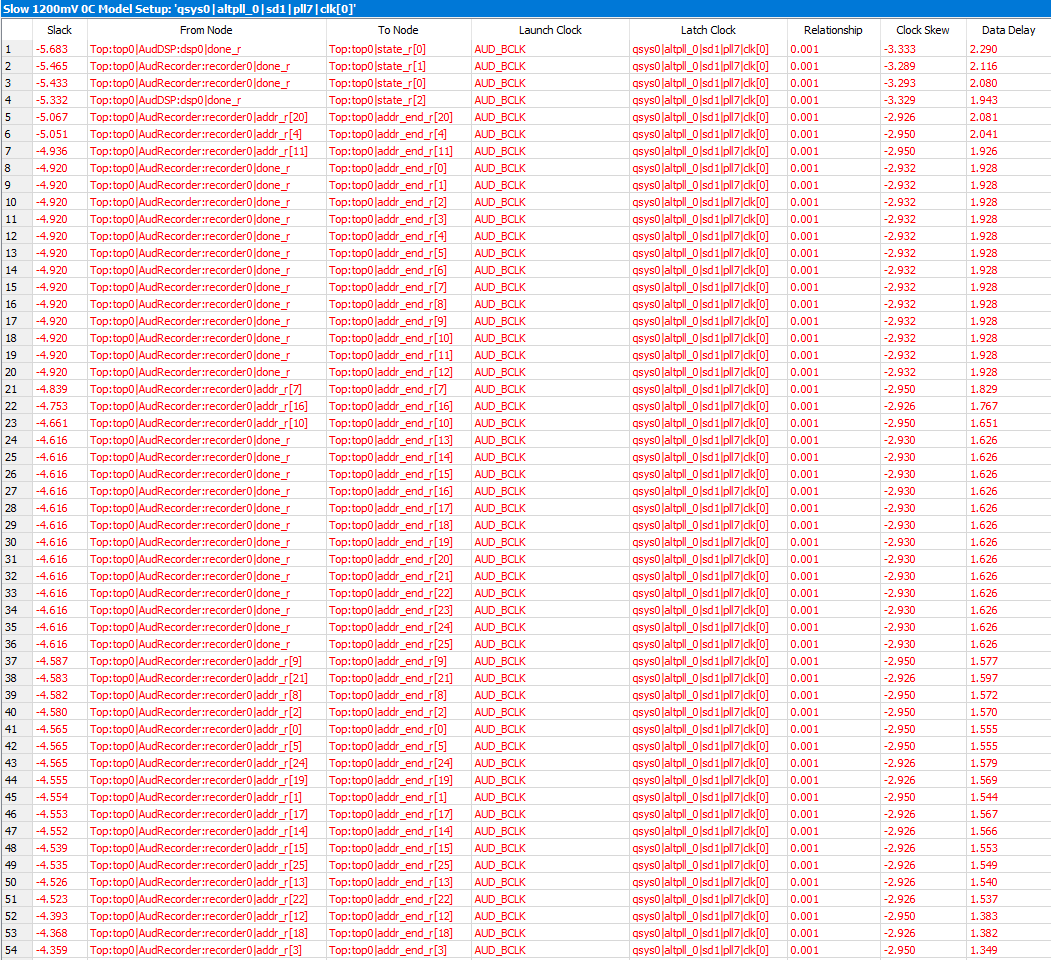 Slow 1200mV 0C Model Setup: 'qsys0|altpll_0|sd1|pll7|clk[0]'
Slack From Node To Node Launch Clock Latch Clock Relationship Clock Skew Data Delay
1 -5.683 Top:top0|AudDSP:dsp0|done_r Top:top0|state_r[0] AUD_BCLK qsys0|altpll_0|sd1|pll7|clk[0] 0.001 -3.333 2.290
2 -5.465 Top:top0|AudRecorder:recorder0|done_r Top:top0|state_r[1] AUD_BCLK qsys0|altpll_0|sd1|pll7|clk[0] 0.001 -3.289 2.116
3 -5.433 Top:top0|AudRecorder:recorder0|done_r Top:top0|state_r[0] AUD_BCLK qsys0|altpll_0|sd1|pll7|clk[0] 0.001 -3.293 2.080
4 -5.332 Top:top0|AudDSP:dsp0|done_r Top:top0|state_r[2] AUD_BCLK qsys0|altpll_0|sd1|pll7|clk[0] 0.001 -3.329 1.943
5 -5.067 Top:top0|AudRecorder:recorder0|addr_r[20] Top:top0|addr_end_r[20] AUD_BCLK qsys0|altpll_0|sd1|pll7|clk[0] 0.001 -2.926 2.081
6 -5.051 Top:top0|AudRecorder:recorder0|addr_r[4] Top:top0|addr_end_r[4] AUD_BCLK qsys0|altpll_0|sd1|pll7|clk[0] 0.001 -2.950 2.041
7 -4.936 Top:top0|AudRecorder:recorder0|addr_r[11] Top:top0|addr_end_r[11] AUD_BCLK qsys0|altpll_0|sd1|pll7|clk[0] 0.001 -2.950 1.926
8 -4.920 Top:top0|AudRecorder:recorder0|done_r Top:top0|addr_end_r[0] AUD_BCLK qsys0|altpll_0|sd1|pll7|clk[0] 0.001 -2.932 1.928
9 -4.920 Top:top0|AudRecorder:recorder0|done_r Top:top0|addr_end_r[1] AUD_BCLK qsys0|altpll_0|sd1|pll7|clk[0] 0.001 -2.932 1.928
10 -4.920 Top:top0|AudRecorder:recorder0|done_r Top:top0|addr_end_r[2] AUD_BCLK qsys0|altpll_0|sd1|pll7|clk[0] 0.001 -2.932 1.928
11 -4.920 Top:top0|AudRecorder:recorder0|done_r Top:top0|addr_end_r[3] AUD_BCLK qsys0|altpll_0|sd1|pll7|clk[0] 0.001 -2.932 1.928
12 -4.920 Top:top0|AudRecorder:recorder0|done_r Top:top0|addr_end_r[4] AUD_BCLK qsys0|altpll_0|sd1|pll7|clk[0] 0.001 -2.932 1.928
13 -4.920 Top:top0|AudRecorder:recorder0|done_r Top:top0|addr_end_r[5] AUD_BCLK qsys0|altpll_0|sd1|pll7|clk[0] 0.001 -2.932 1.928
14 -4.920 Top:top0|AudRecorder:recorder0|done_r Top:top0|addr_end_r[6] AUD_BCLK qsys0|altpll_0|sd1|pll7|clk[0] 0.001 -2.932 1.928
15 -4.920 Top:top0|AudRecorder:recorder0|done_r Top:top0|addr_end_r[7] AUD_BCLK qsys0|altpll_0|sd1|pll7|clk[0] 0.001 -2.932 1.928
16 -4.920 Top:top0|AudRecorder:recorder0|done_r Top:top0|addr_end_r[8] AUD_BCLK qsys0|altpll_0|sd1|pll7|clk[0] 0.001 -2.932 1.928
17 -4.920 Top:top0|AudRecorder:recorder0|done_r Top:top0|addr_end_r[9] AUD_BCLK qsys0|altpll_0|sd1|pll7|clk[0] 0.001 -2.932 1.928
18 -4.920 Top:top0|AudRecorder:recorder0|done_r Top:top0|addr_end_r[10] AUD_BCLK qsys0|altpll_0|sd1|pll7|clk[0] 0.001 -2.932 1.928
19 -4.920 Top:top0|AudRecorder:recorder0|done_r Top:top0|addr_end_r[11] AUD_BCLK qsys0|altpll_0|sd1|pll7|clk[0] 0.001 -2.932 1.928
20 -4.920 Top:top0|AudRecorder:recorder0|done_r Top:top0|addr_end_r[12] AUD_BCLK qsys0|altpll_0|sd1|pll7|clk[0] 0.001 -2.932 1.928
21 -4.839 Top:top0|AudRecorder:recorder0|addr_r[7] Top:top0|addr_end_r[7] AUD_BCLK qsys0|altpll_0|sd1|pll7|clk[0] 0.001 -2.950 1.829
22 -4.753 Top:top0|AudRecorder:recorder0|addr_r[16] Top:top0|addr_end_r[16] AUD_BCLK qsys0|altpll_0|sd1|pll7|clk[0] 0.001 -2.926 1.767
23 -4.661 Top:top0|AudRecorder:recorder0|addr_r[10] Top:top0|addr_end_r[10] AUD_BCLK qsys0|altpll_0|sd1|pll7|clk[0] 0.001 -2.950 1.651
24 -4.616 Top:top0|AudRecorder:recorder0|done_r Top:top0|addr_end_r[13] AUD_BCLK qsys0|altpll_0|sd1|pll7|clk[0] 0.001 -2.930 1.626
25 -4.616 Top:top0|AudRecorder:recorder0|done_r Top:top0|addr_end_r[14] AUD_BCLK qsys0|altpll_0|sd1|pll7|clk[0] 0.001 -2.930 1.626
26 -4.616 Top:top0|AudRecorder:recorder0|done_r Top:top0|addr_end_r[15] AUD_BCLK qsys0|altpll_0|sd1|pll7|clk[0] 0.001 -2.930 1.626
27 -4.616 Top:top0|AudRecorder:recorder0|done_r Top:top0|addr_end_r[16] AUD_BCLK qsys0|altpll_0|sd1|pll7|clk[0] 0.001 -2.930 1.626
28 -4.616 Top:top0|AudRecorder:recorder0|done_r Top:top0|addr_end_r[17] AUD_BCLK qsys0|altpll_0|sd1|pll7|clk[0] 0.001 -2.930 1.626
29 -4.616 Top:top0|AudRecorder:recorder0|done_r Top:top0|addr_end_r[18] AUD_BCLK qsys0|altpll_0|sd1|pll7|clk[0] 0.001 -2.930 1.626
30 -4.616 Top:top0|AudRecorder:recorder0|done_r Top:top0|addr_end_r[19] AUD_BCLK qsys0|altpll_0|sd1|pll7|clk[0] 0.001 -2.930 1.626
31 -4.616 Top:top0|AudRecorder:recorder0|done_r Top:top0|addr_end_r[20] AUD_BCLK qsys0|altpll_0|sd1|pll7|clk[0] 0.001 -2.930 1.626
32 -4.616 Top:top0|AudRecorder:recorder0|done_r Top:top0|addr_end_r[21] AUD_BCLK qsys0|altpll_0|sd1|pll7|clk[0] 0.001 -2.930 1.626
33 -4.616 Top:top0|AudRecorder:recorder0|done_r Top:top0|addr_end_r[22] AUD_BCLK qsys0|altpll_0|sd1|pll7|clk[0] 0.001 -2.930 1.626
34 -4.616 Top:top0|AudRecorder:recorder0|done_r Top:top0|addr_end_r[23] AUD_BCLK qsys0|altpll_0|sd1|pll7|clk[0] 0.001 -2.930 1.626
35 -4.616 Top:top0|AudRecorder:recorder0|done_r Top:top0|addr_end_r[24] AUD_BCLK qsys0|altpll_0|sd1|pll7|clk[0] 0.001 -2.930 1.626
36 -4.616 Top:top0|AudRecorder:recorder0|done_r Top:top0|addr_end_r[25] AUD_BCLK qsys0|altpll_0|sd1|pll7|clk[0] 0.001 -2.930 1.626
37 -4.587 Top:top0|AudRecorder:recorder0|addr_r[9] Top:top0|addr_end_r[9] AUD_BCLK qsys0|altpll_0|sd1|pll7|clk[0] 0.001 -2.950 1.577
38 -4.583 Top:top0|AudRecorder:recorder0|addr_r[21] Top:top0|addr_end_r[21] AUD_BCLK qsys0|altpll_0|sd1|pll7|clk[0] 0.001 -2.926 1.597
39 -4.582 Top:top0|AudRecorder:recorder0|addr_r[8] Top:top0|addr_end_r[8] AUD_BCLK qsys0|altpll_0|sd1|pll7|clk[0] 0.001 -2.950 1.572
40 -4.580 Top:top0|AudRecorder:recorder0|addr_r[2] Top:top0|addr_end_r[2] AUD_BCLK qsys0|altpll_0|sd1|pll7|clk[0] 0.001 -2.950 1.570
41 -4.565 Top:top0|AudRecorder:recorder0|addr_r[0] Top:top0|addr_end_r[0] AUD_BCLK qsys0|altpll_0|sd1|pll7|clk[0] 0.001 -2.950 1.555
42 -4.565 Top:top0|AudRecorder:recorder0|addr_r[5] Top:top0|addr_end_r[5] AUD_BCLK qsys0|altpll_0|sd1|pll7|clk[0] 0.001 -2.950 1.555
43 -4.565 Top:top0|AudRecorder:recorder0|addr_r[24] Top:top0|addr_end_r[24] AUD_BCLK qsys0|altpll_0|sd1|pll7|clk[0] 0.001 -2.926 1.579
44 -4.555 Top:top0|AudRecorder:recorder0|addr_r[19] Top:top0|addr_end_r[19] AUD_BCLK qsys0|altpll_0|sd1|pll7|clk[0] 0.001 -2.926 1.569
45 -4.554 Top:top0|AudRecorder:recorder0|addr_r[1] Top:top0|addr_end_r[1] AUD_BCLK qsys0|altpll_0|sd1|pll7|clk[0] 0.001 -2.950 1.544
46 -4.553 Top:top0|AudRecorder:recorder0|addr_r[17] Top:top0|addr_end_r[17] AUD_BCLK qsys0|altpll_0|sd1|pll7|clk[0] 0.001 -2.926 1.567
47 -4.552 Top:top0|AudRecorder:recorder0|addr_r[14] Top:top0|addr_end_r[14] AUD_BCLK qsys0|altpll_0|sd1|pll7|clk[0] 0.001 -2.926 1.566
48 -4.539 Top:top0|AudRecorder:recorder0|addr_r[15] Top:top0|addr_end_r[15] AUD_BCLK qsys0|altpll_0|sd1|pll7|clk[0] 0.001 -2.926 1.553
49 -4.535 Top:top0|AudRecorder:recorder0|addr_r[25] Top:top0|addr_end_r[25] AUD_BCLK qsys0|altpll_0|sd1|pll7|clk[0] 0.001 -2.926 1.549
50 -4.526 Top:top0|AudRecorder:recorder0|addr_r[13] Top:top0|addr_end_r[13] AUD_BCLK qsys0|altpll_0|sd1|pll7|clk[0] 0.001 -2.926 1.540
51 -4.523 Top:top0|AudRecorder:recorder0|addr_r[22] Top:top0|addr_end_r[22] AUD_BCLK qsys0|altpll_0|sd1|pll7|clk[0] 0.001 -2.926 1.537
52 -4.393 Top:top0|AudRecorder:recorder0|addr_r[12] Top:top0|addr_end_r[12] AUD_BCLK qsys0|altpll_0|sd1|pll7|clk[0] 0.001 -2.950 1.383
53 -4.368 Top:top0|AudRecorder:recorder0|addr_r[18] Top:top0|addr_end_r[18] AUD_BCLK qsys0|altpll_0|sd1|pll7|clk[0] 0.001 -2.926 1.382
54 -4.359 Top:top0|AudRecorder:recorder0|addr_r[3] Top:top0|addr_end_r[3] AUD_BCLK qsys0|altpll_0|sd1|pll7|clk[0] 0.001 -2.950 1.349